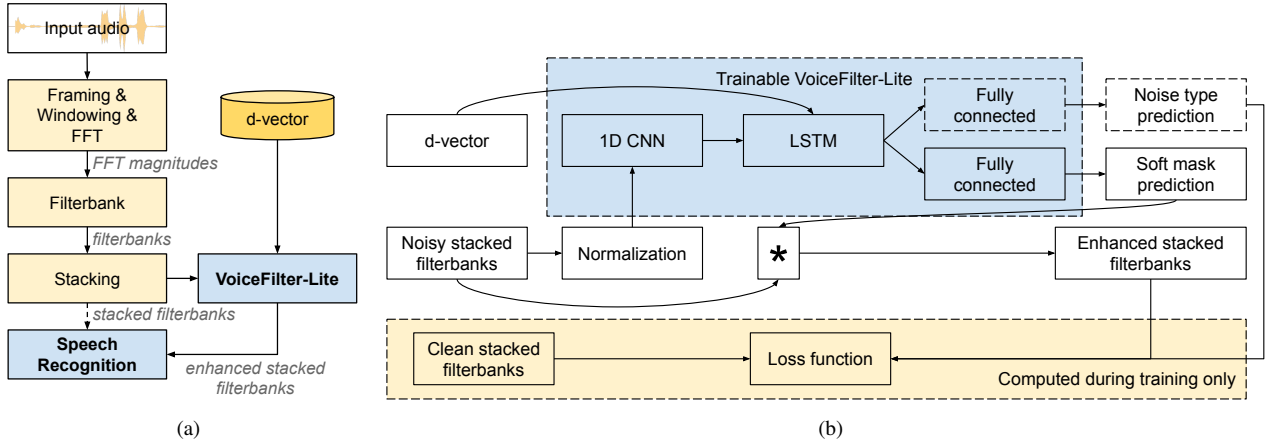 Input audio
Framing &
Windowing &
FFT
FFT magnitudes
Filterbank
filterbanks
Stacking
stacked filterbanks
Speech
Recognition
d-vector
VoiceFilter-Lite
enhanced stacked
filterbanks
(a)
Trainable VoiceFilter-Lite
d-vector
1D CNN
LSTM
Fully
connected
Noise type
prediction
Fully
connected
Soft mask
prediction
Noisy stacked
filterbanks
Normalization
*
Enhanced stacked
filterbanks
Clean stacked
filterbanks
Loss function
Computed during training only
(b)